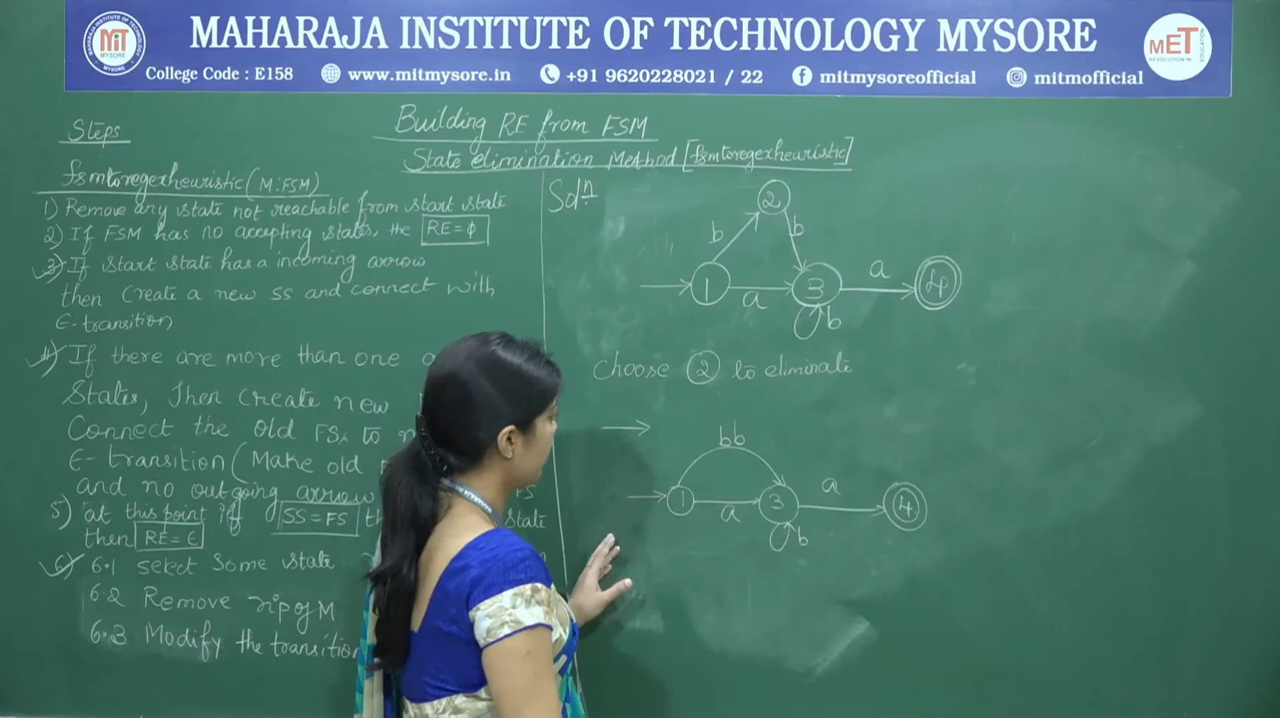 MAHARAJA INSTITUTE OF TECHNOLOGY MYSORE
College Code : E158 www.mitmysore.in +91 9620228021 / 22 mitmysoreofficial mitmofficial
MiT
MYSORE
MET
Building RE from FSM
State elimination Method [fsmtoregexheuristic]
Steps
fsmtoregexheuristic(M:FSM)
1) Remove any state not reachable from start state
2) If FSM has no accepting states, the RE = ϕ
3) If start state has a incoming arrow
then Create a new SS and connect with
ϵ-transition
4) If there are more than one
States, Then Create new
Connect the old FSs to
ϵ-transition (Make old
and no outgoing arrow
5) at this point if SS = FS state
then RE = ϵ
6) 6.1 select some state
6.2 Remove rip of M
6.3 Modify the transition
Soln
2
b b
1 a 3 a 4
b
choose 2 to eliminate
bb
1 a 3 a 4
b